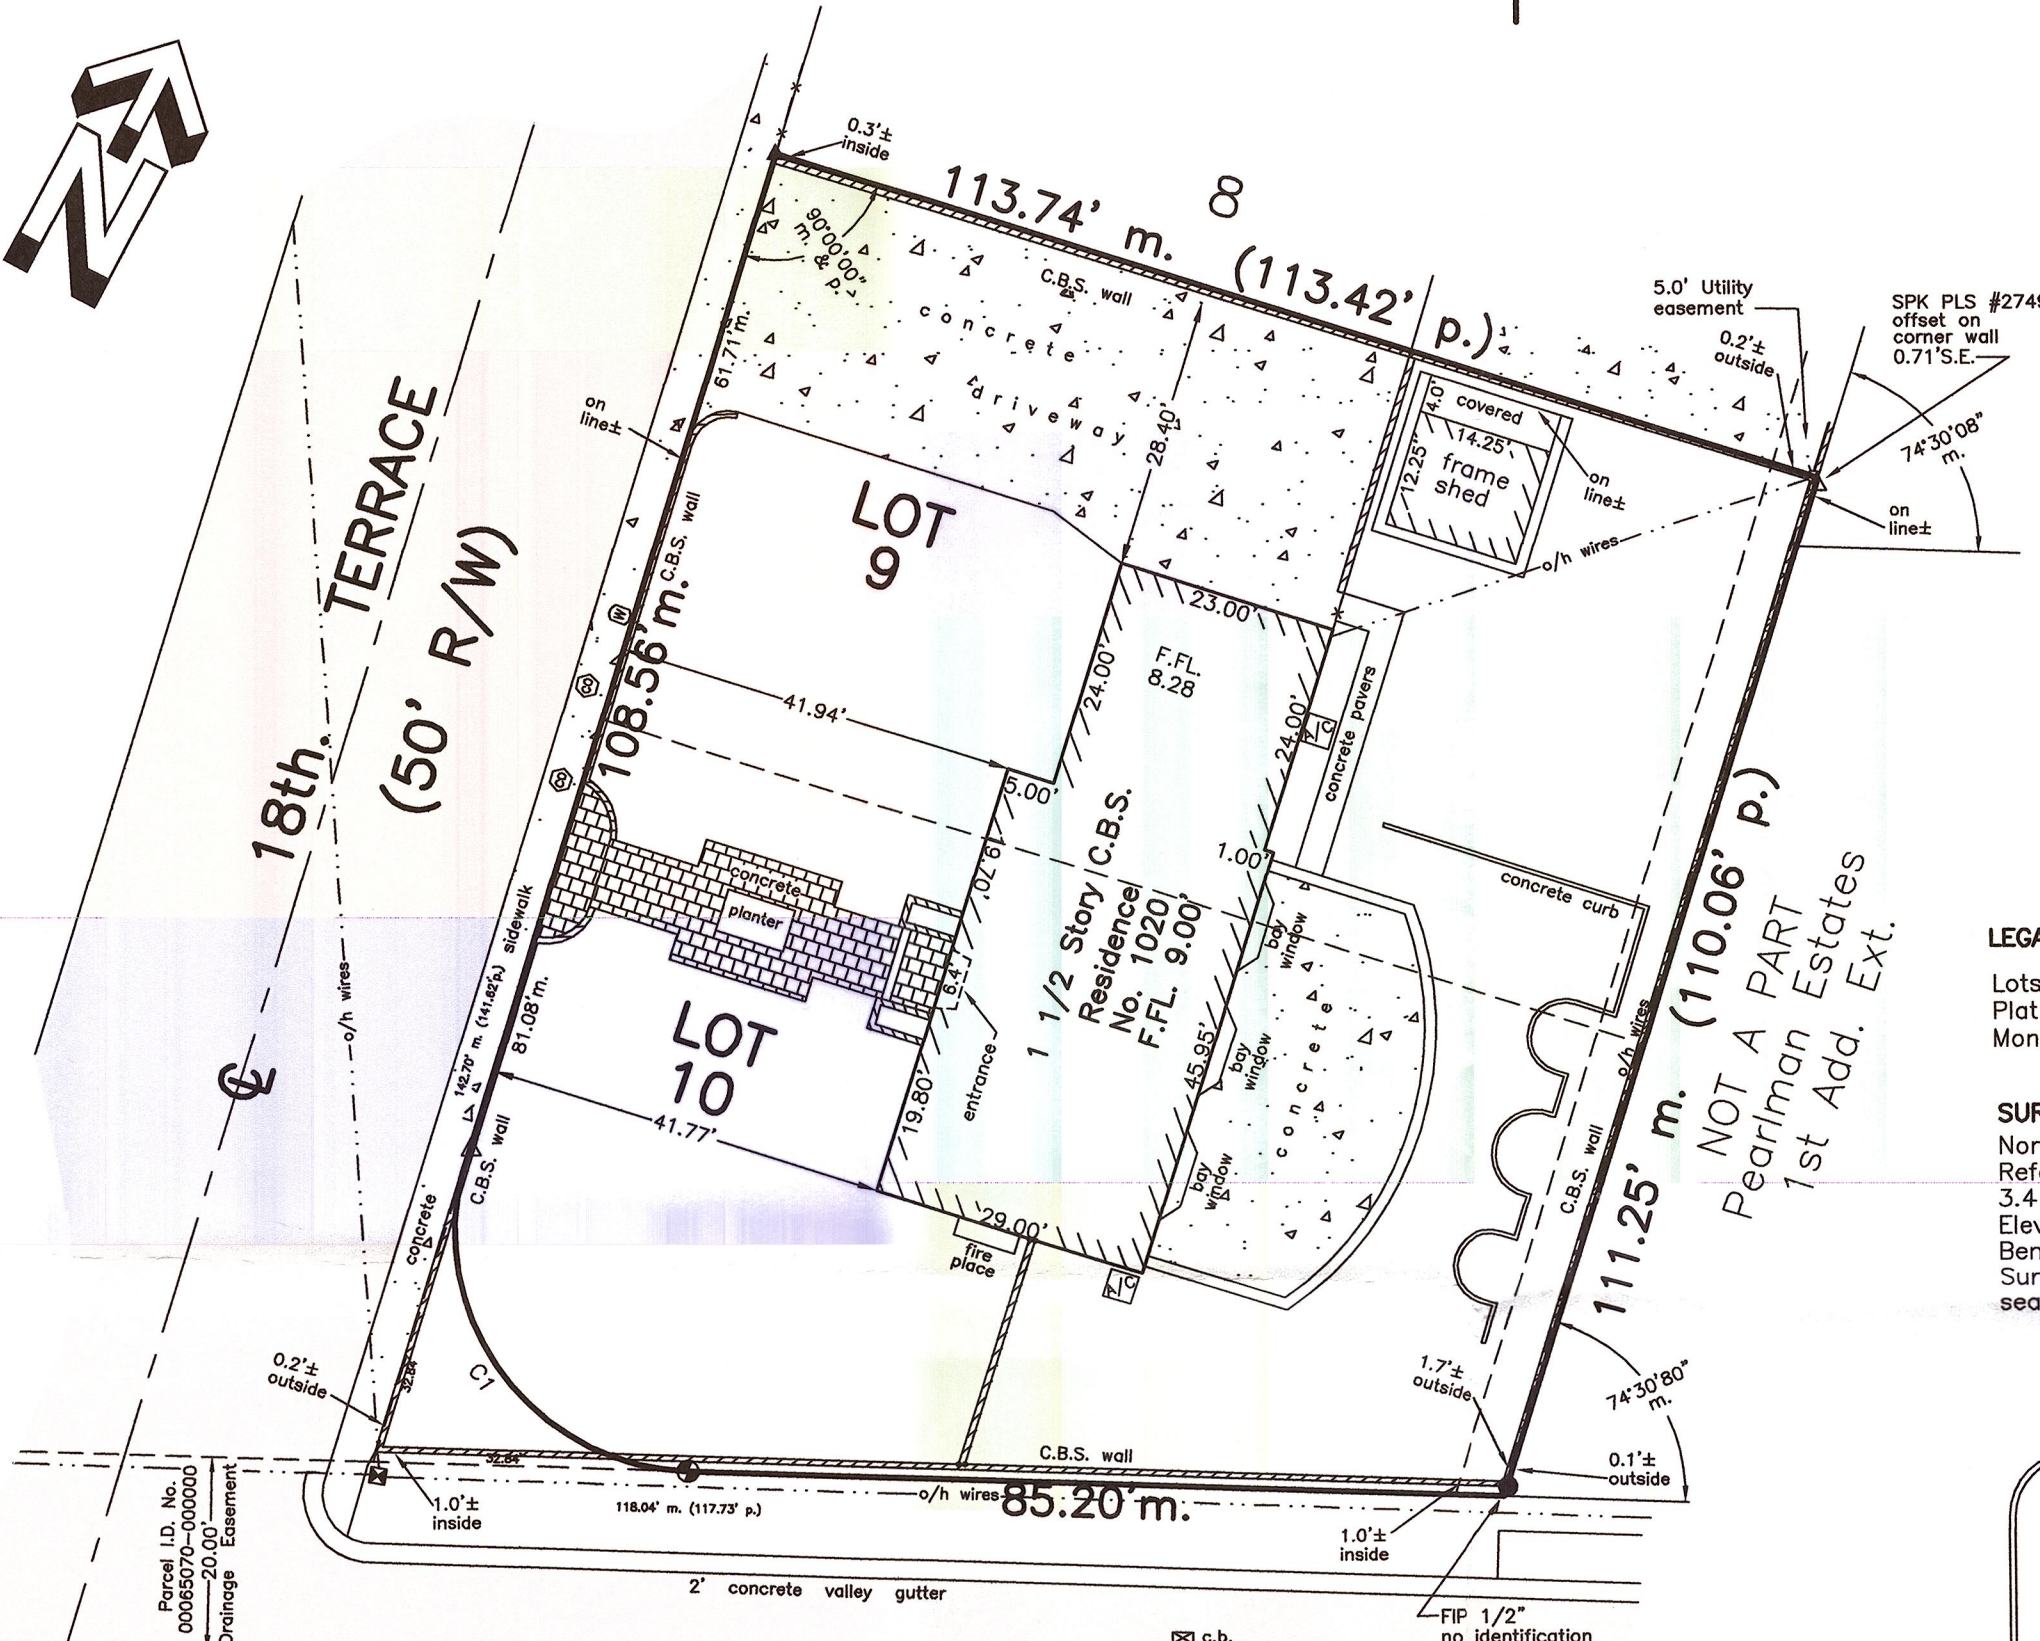 N
0.3'±
inside
113.74' m. (113.42' p.)
8
90°00'00"
m. & p.
C.B.S. wall
concrete
driveway
61.71'm.
on
line±
28.40'
4.0'
covered
14.25'
12.25'
frame
shed
on
line±
5.0' Utility
easement
0.2'±
outside
SPK PLS #2749
offset on
corner wall
0.71'S.E.
74°30'08"
m.
on
line±
o/h wires
18th. TERRACE
(50' R/W)
C.B.S. wall
LOT
9
W
108.56'm.
CO
CO
41.94'
23.00'
24.00'
F.FL.
8.28
24.00'
A/C
concrete pavers
5.00'
19.70'
1.00'
1 1/2 Story C.B.S.
Residence
No. 1020
F.FL. 9.00'
concrete
planter
6.4'
entrance
bay
window
bay
window
bay
window
concrete
concrete curb
o/h wires
C.B.S. wall
111.25' m. (110.06' p.)
NOT A PART
Pearlman Estates
1st Add. Ext.
LEGA
Lots
Plat
Mon
SUR
Nor
Refe
3.4
Elev
Ben
Sur
sea
sidewalk
142.70' m. (141.62'p.)
81.08'm.
LOT
10
41.77'
19.80'
45.95'
29.00'
fire
place
A/C
C.B.S. wall
concrete
o/h wires
CL
0.2'±
outside
32.84'
C1
32.84'
1.7'±
outside
74°30'80"
m.
0.1'±
outside
C.B.S. wall
1.0'±
inside
118.04' m. (117.73' p.)
o/h wires
85.20'm.
1.0'±
inside
Parcel I.D. No.
00065070-000000
20.00'
Drainage Easement
2' concrete valley gutter
FIP 1/2"
no identification
c.b.